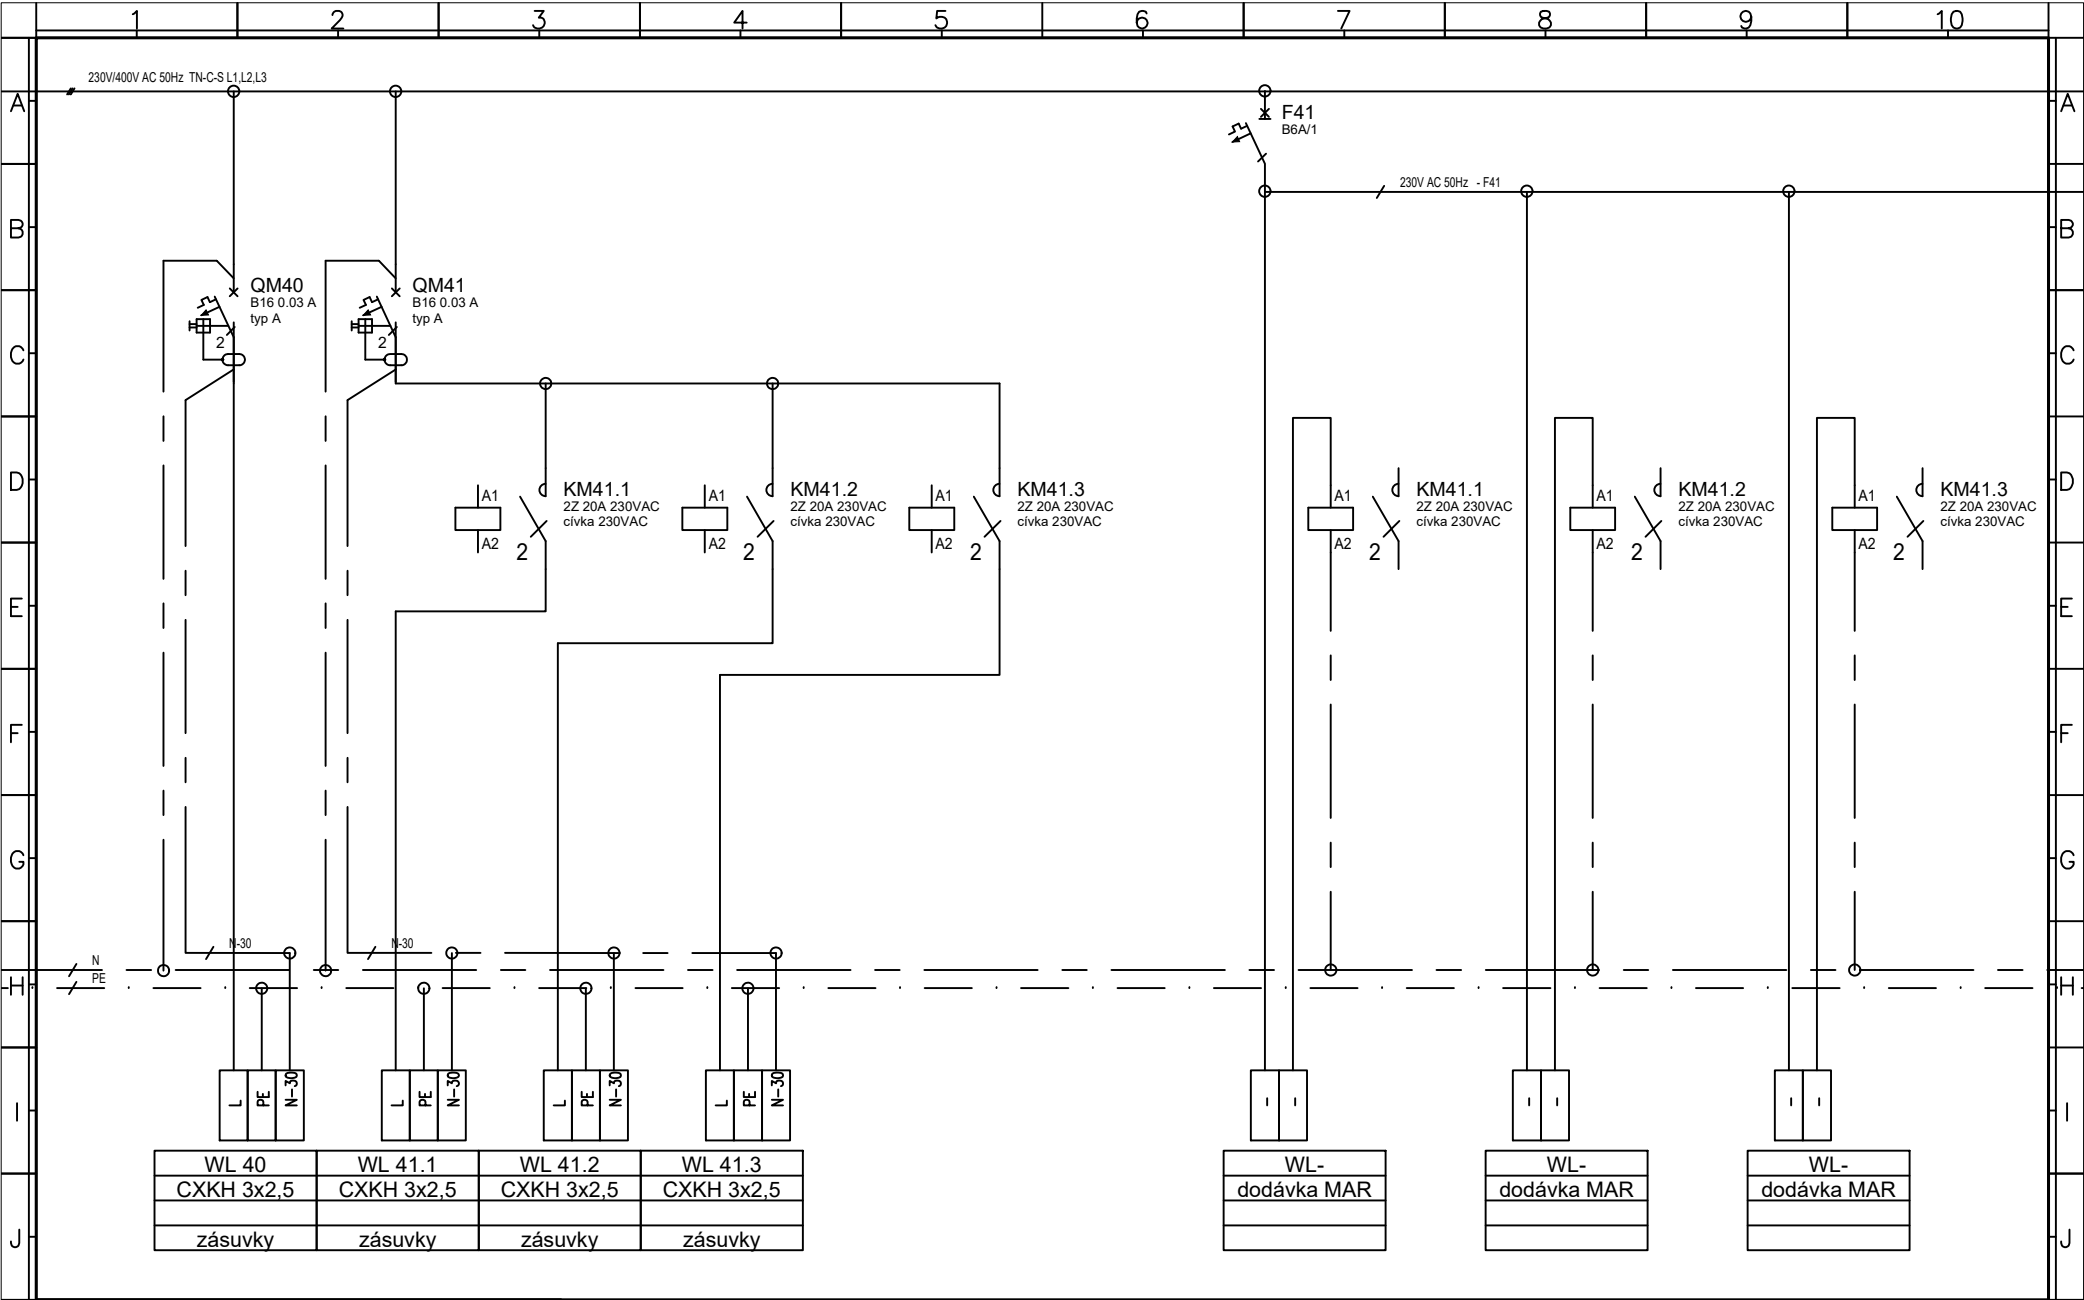 1 2 3 4 5 6 7 8 9 10
230V/400V AC 50Hz TN-C-S L1,L2,L3
A A
F41
B6A/1
230V AC 50Hz - F41
B B
QM40 QM41
B16 0.03 A B16 0.03 A
typ A typ A
2 2
C C
D D
A1 KM41.1 A1 KM41.2 A1 KM41.3 A1 KM41.1 A1 KM41.2 A1 KM41.3
2Z 20A 230VAC 2Z 20A 230VAC 2Z 20A 230VAC 2Z 20A 230VAC 2Z 20A 230VAC 2Z 20A 230VAC
cívka 230VAC cívka 230VAC cívka 230VAC cívka 230VAC cívka 230VAC cívka 230VAC
A2 2 A2 2 A2 2 A2 2 A2 2 A2 2
E E
F F
G G
N-30 N-30
N
PE
H H
L PE N-30 L PE N-30 L PE N-30 L PE N-30 - - - - - -
I I
WL 40 WL 41.1 WL 41.2 WL 41.3 WL- WL- WL-
CXKH 3x2,5 CXKH 3x2,5 CXKH 3x2,5 CXKH 3x2,5 dodávka MAR dodávka MAR dodávka MAR
J J
zásuvky zásuvky zásuvky zásuvky